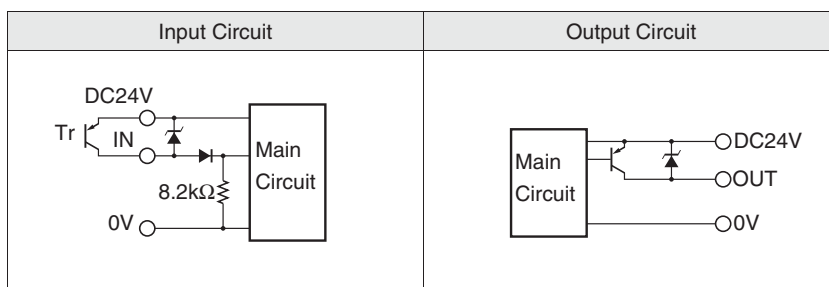 Input Circuit
Output Circuit
DC24V
Tr
IN
Main
Circuit
8.2kΩ
0V
Main
Circuit
DC24V
OUT
0V